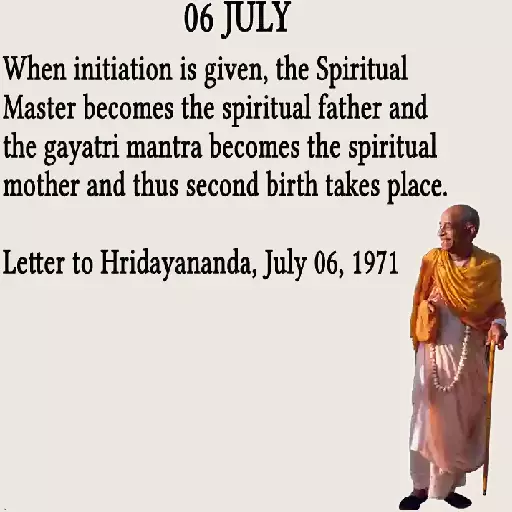 06 JULY
When initiation is given, the Spiritual
Master becomes the spiritual father and
the gayatri mantra becomes the spiritual
mother and thus second birth takes place.
Letter to Hridayananda, July 06, 1971